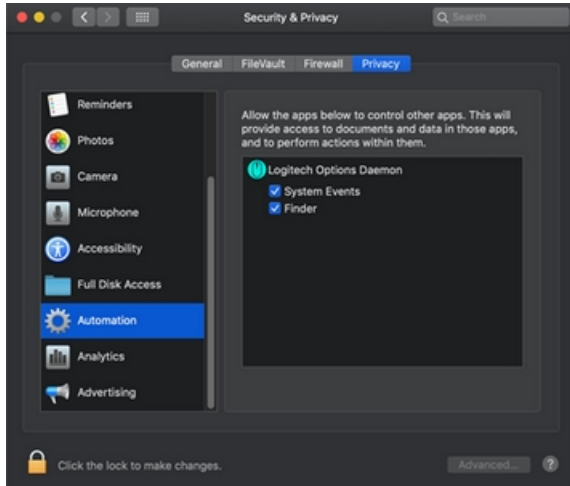 Security & Privacy
Search
General FileVault Firewall Privacy
Reminders
Photos
Camera
Microphone
Accessibility
Full Disk Access
Automation
Analytics
Advertising
Allow the apps below to control other apps. This will
provide access to documents and data in those apps,
and to perform actions within them.
Logitech Options Daemon
System Events
Finder
Click the lock to make changes.
Advanced...
?